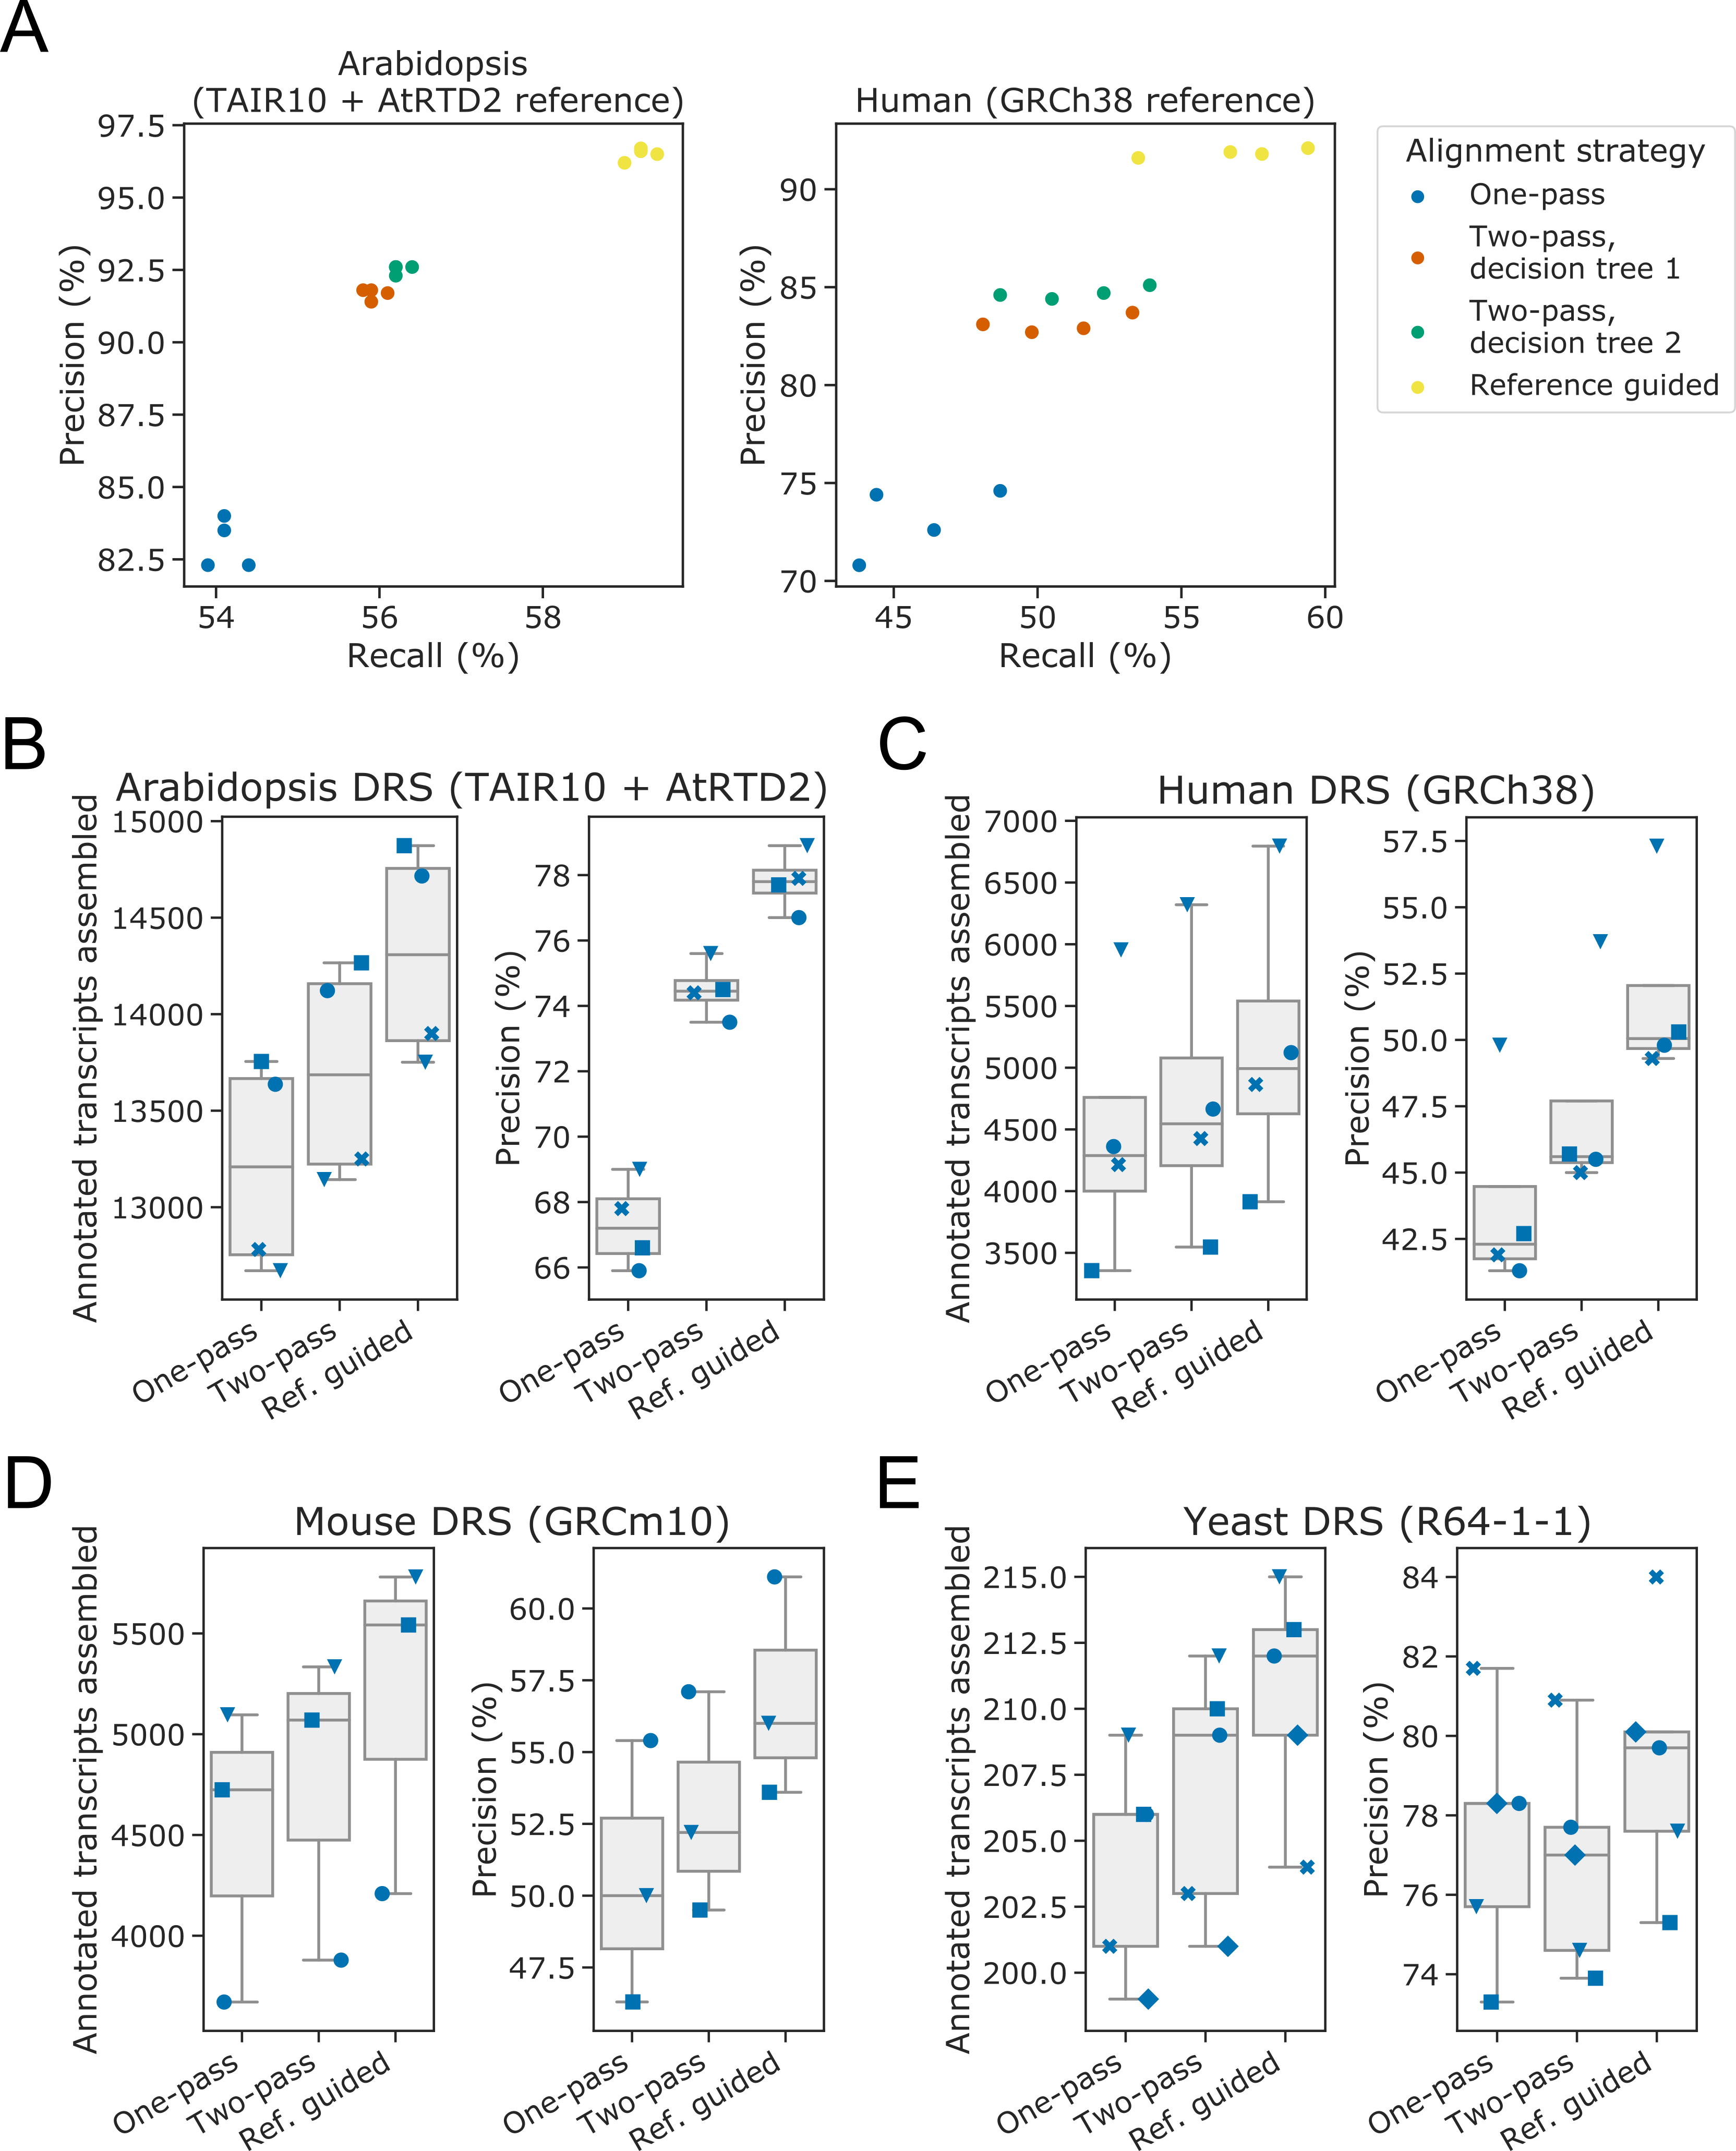 A
Arabidopsis
(TAIR10 + AtRTD2 reference)
97.5
95.0
92.5
90.0
87.5
85.0
82.5
Precision (%)
54
56
58
Recall (%)
Human (GRCh38 reference)
90
85
80
75
70
Precision (%)
45
50
55
60
Recall (%)
Alignment strategy
One-pass
Two-pass,
decision tree 1
Two-pass,
decision tree 2
Reference guided
B
Arabidopsis DRS (TAIR10 + AtRTD2)
Annotated transcripts assembled
15000
14500
14000
13500
13000
One-pass
Two-pass
Ref. guided
Precision (%)
78
76
74
72
70
68
66
One-pass
Two-pass
Ref. guided
C
Human DRS (GRCh38)
Annotated transcripts assembled
7000
6500
6000
5500
5000
4500
4000
3500
One-pass
Two-pass
Ref. guided
Precision (%)
57.5
55.0
52.5
50.0
47.5
45.0
42.5
One-pass
Two-pass
Ref. guided
D
Mouse DRS (GRCm10)
Annotated transcripts assembled
5500
5000
4500
4000
One-pass
Two-pass
Ref. guided
Precision (%)
60.0
57.5
55.0
52.5
50.0
47.5
One-pass
Two-pass
Ref. guided
E
Yeast DRS (R64-1-1)
Annotated transcripts assembled
215.0
212.5
210.0
207.5
205.0
202.5
200.0
One-pass
Two-pass
Ref. guided
Precision (%)
84
82
80
78
76
74
One-pass
Two-pass
Ref. guided